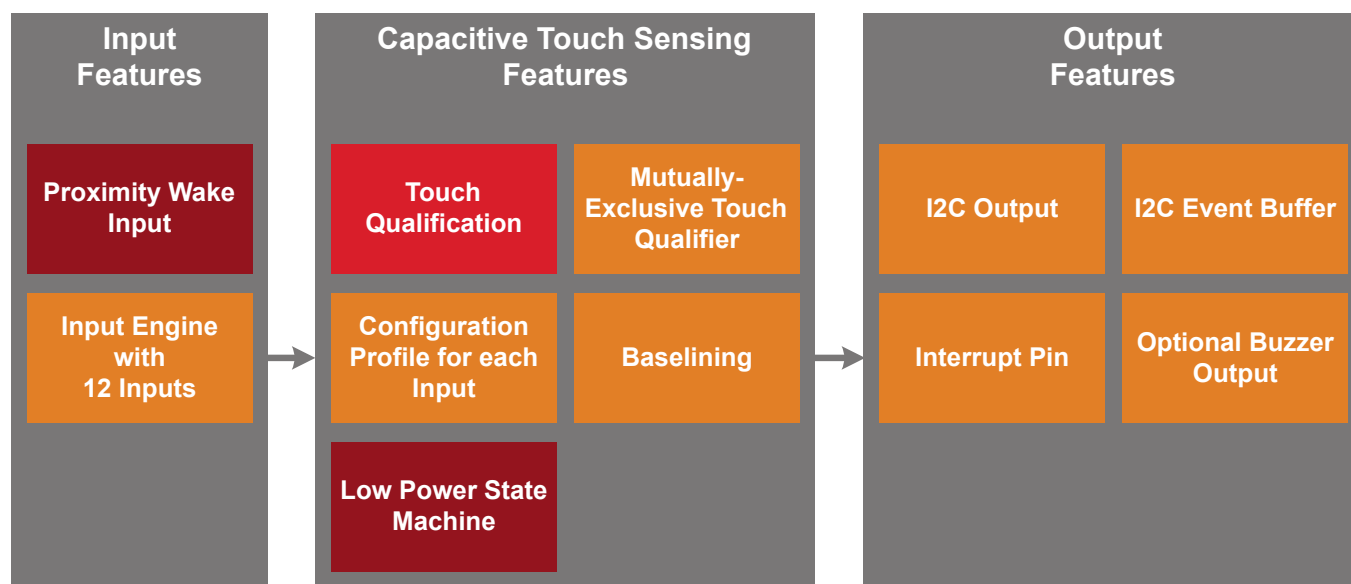 Input
Features
Proximity Wake
Input
Input Engine
with
12 Inputs
Capacitive Touch Sensing
Features
Touch
Qualification
Mutually-
Exclusive Touch
Qualifier
Configuration
Profile for each
Input
Baselining
Low Power State
Machine
Output
Features
I2C Output
I2C Event Buffer
Interrupt Pin
Optional Buzzer
Output